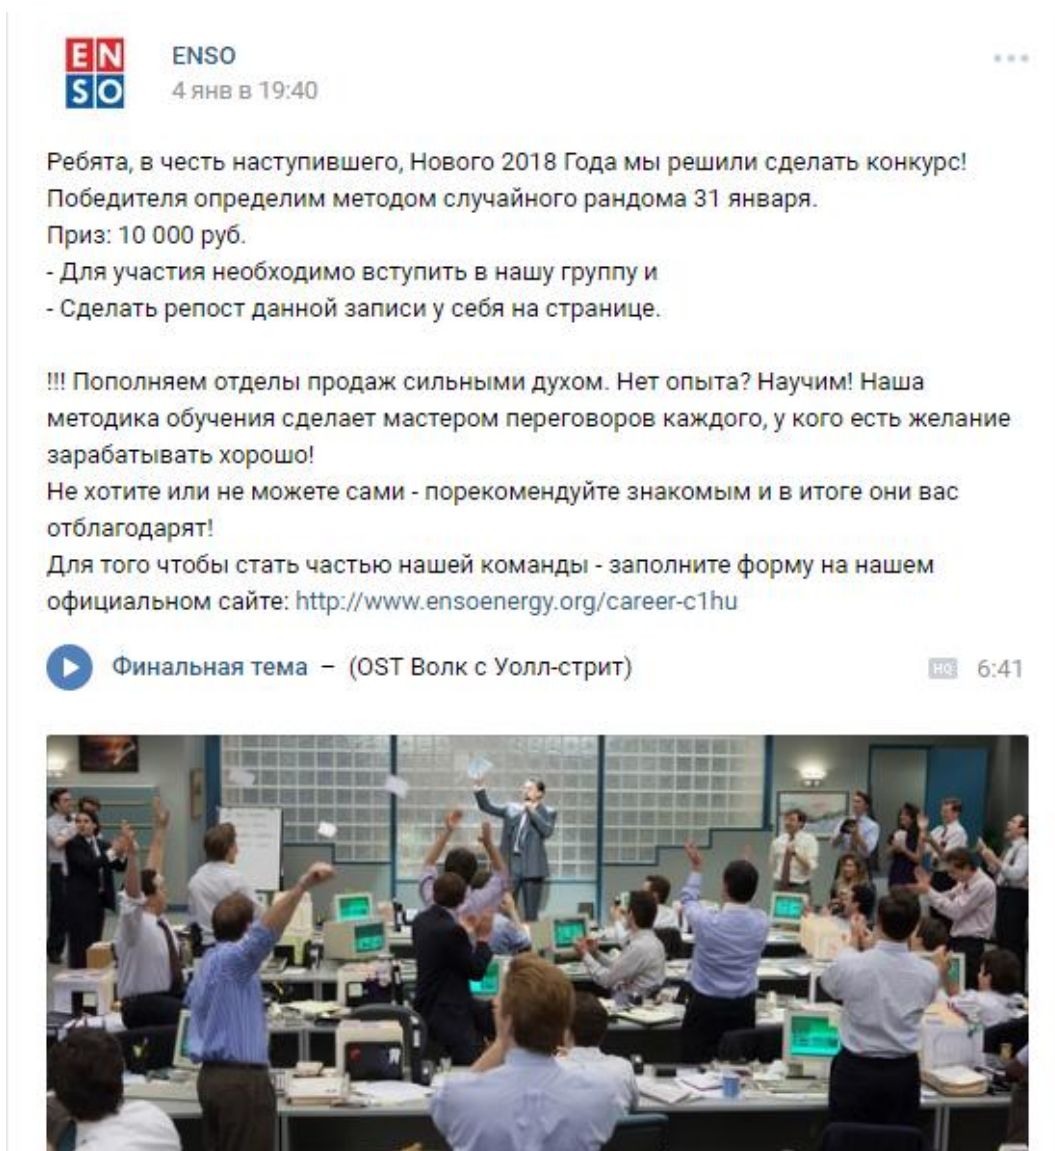 EN
SO
ENSO
4 янв в 19:40
Ребята, в честь наступившего, Нового 2018 Года мы решили сделать конкурс!
Победителя определим методом случайного рандома 31 января.
Приз: 10 000 руб.
- Для участия необходимо вступить в нашу группу и
- Сделать репост данной записи у себя на странице.
!!! Пополняем отделы продаж сильными духом. Нет опыта? Научим! Наша
методика обучения сделает мастером переговоров каждого, у кого есть желание
зарабатывать хорошо!
Не хотите или не можете сами - порекомендуйте знакомым и в итоге они вас
отблагодарят!
Для того чтобы стать частью нашей команды - заполните форму на нашем
официальном сайте: http://www.ensoenergy.org/career-c1hu
Финальная тема – (OST Волк с Уолл-стрит) HQ 6:41